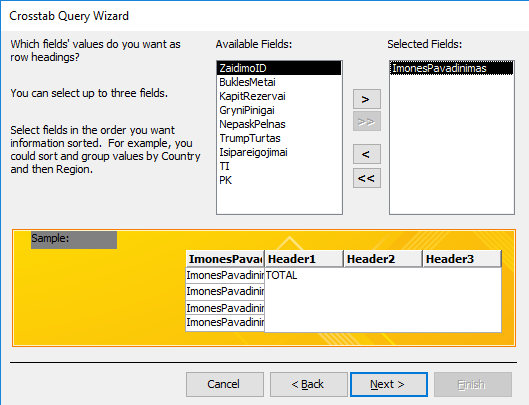 Crosstab Query Wizard
Which fields' values do you want as
row headings?
You can select up to three fields.
Select fields in the order you want
information sorted. For example, you
could sort and group values by Country
and then Region.
Available Fields:
ZaidimoID
BuklesMetai
KapitRezervai
GryniPinigai
NepaskPelnas
TrumpTurtas
Isipareigojimai
TI
PK
>
>>
<
<<
Selected Fields:
ImonesPavadinimas
Sample:
ImonesPavad Header1 Header2 Header3
ImonesPavadinir TOTAL
ImonesPavadinir
ImonesPavadinir
ImonesPavadinir
Cancel < Back Next > Finish